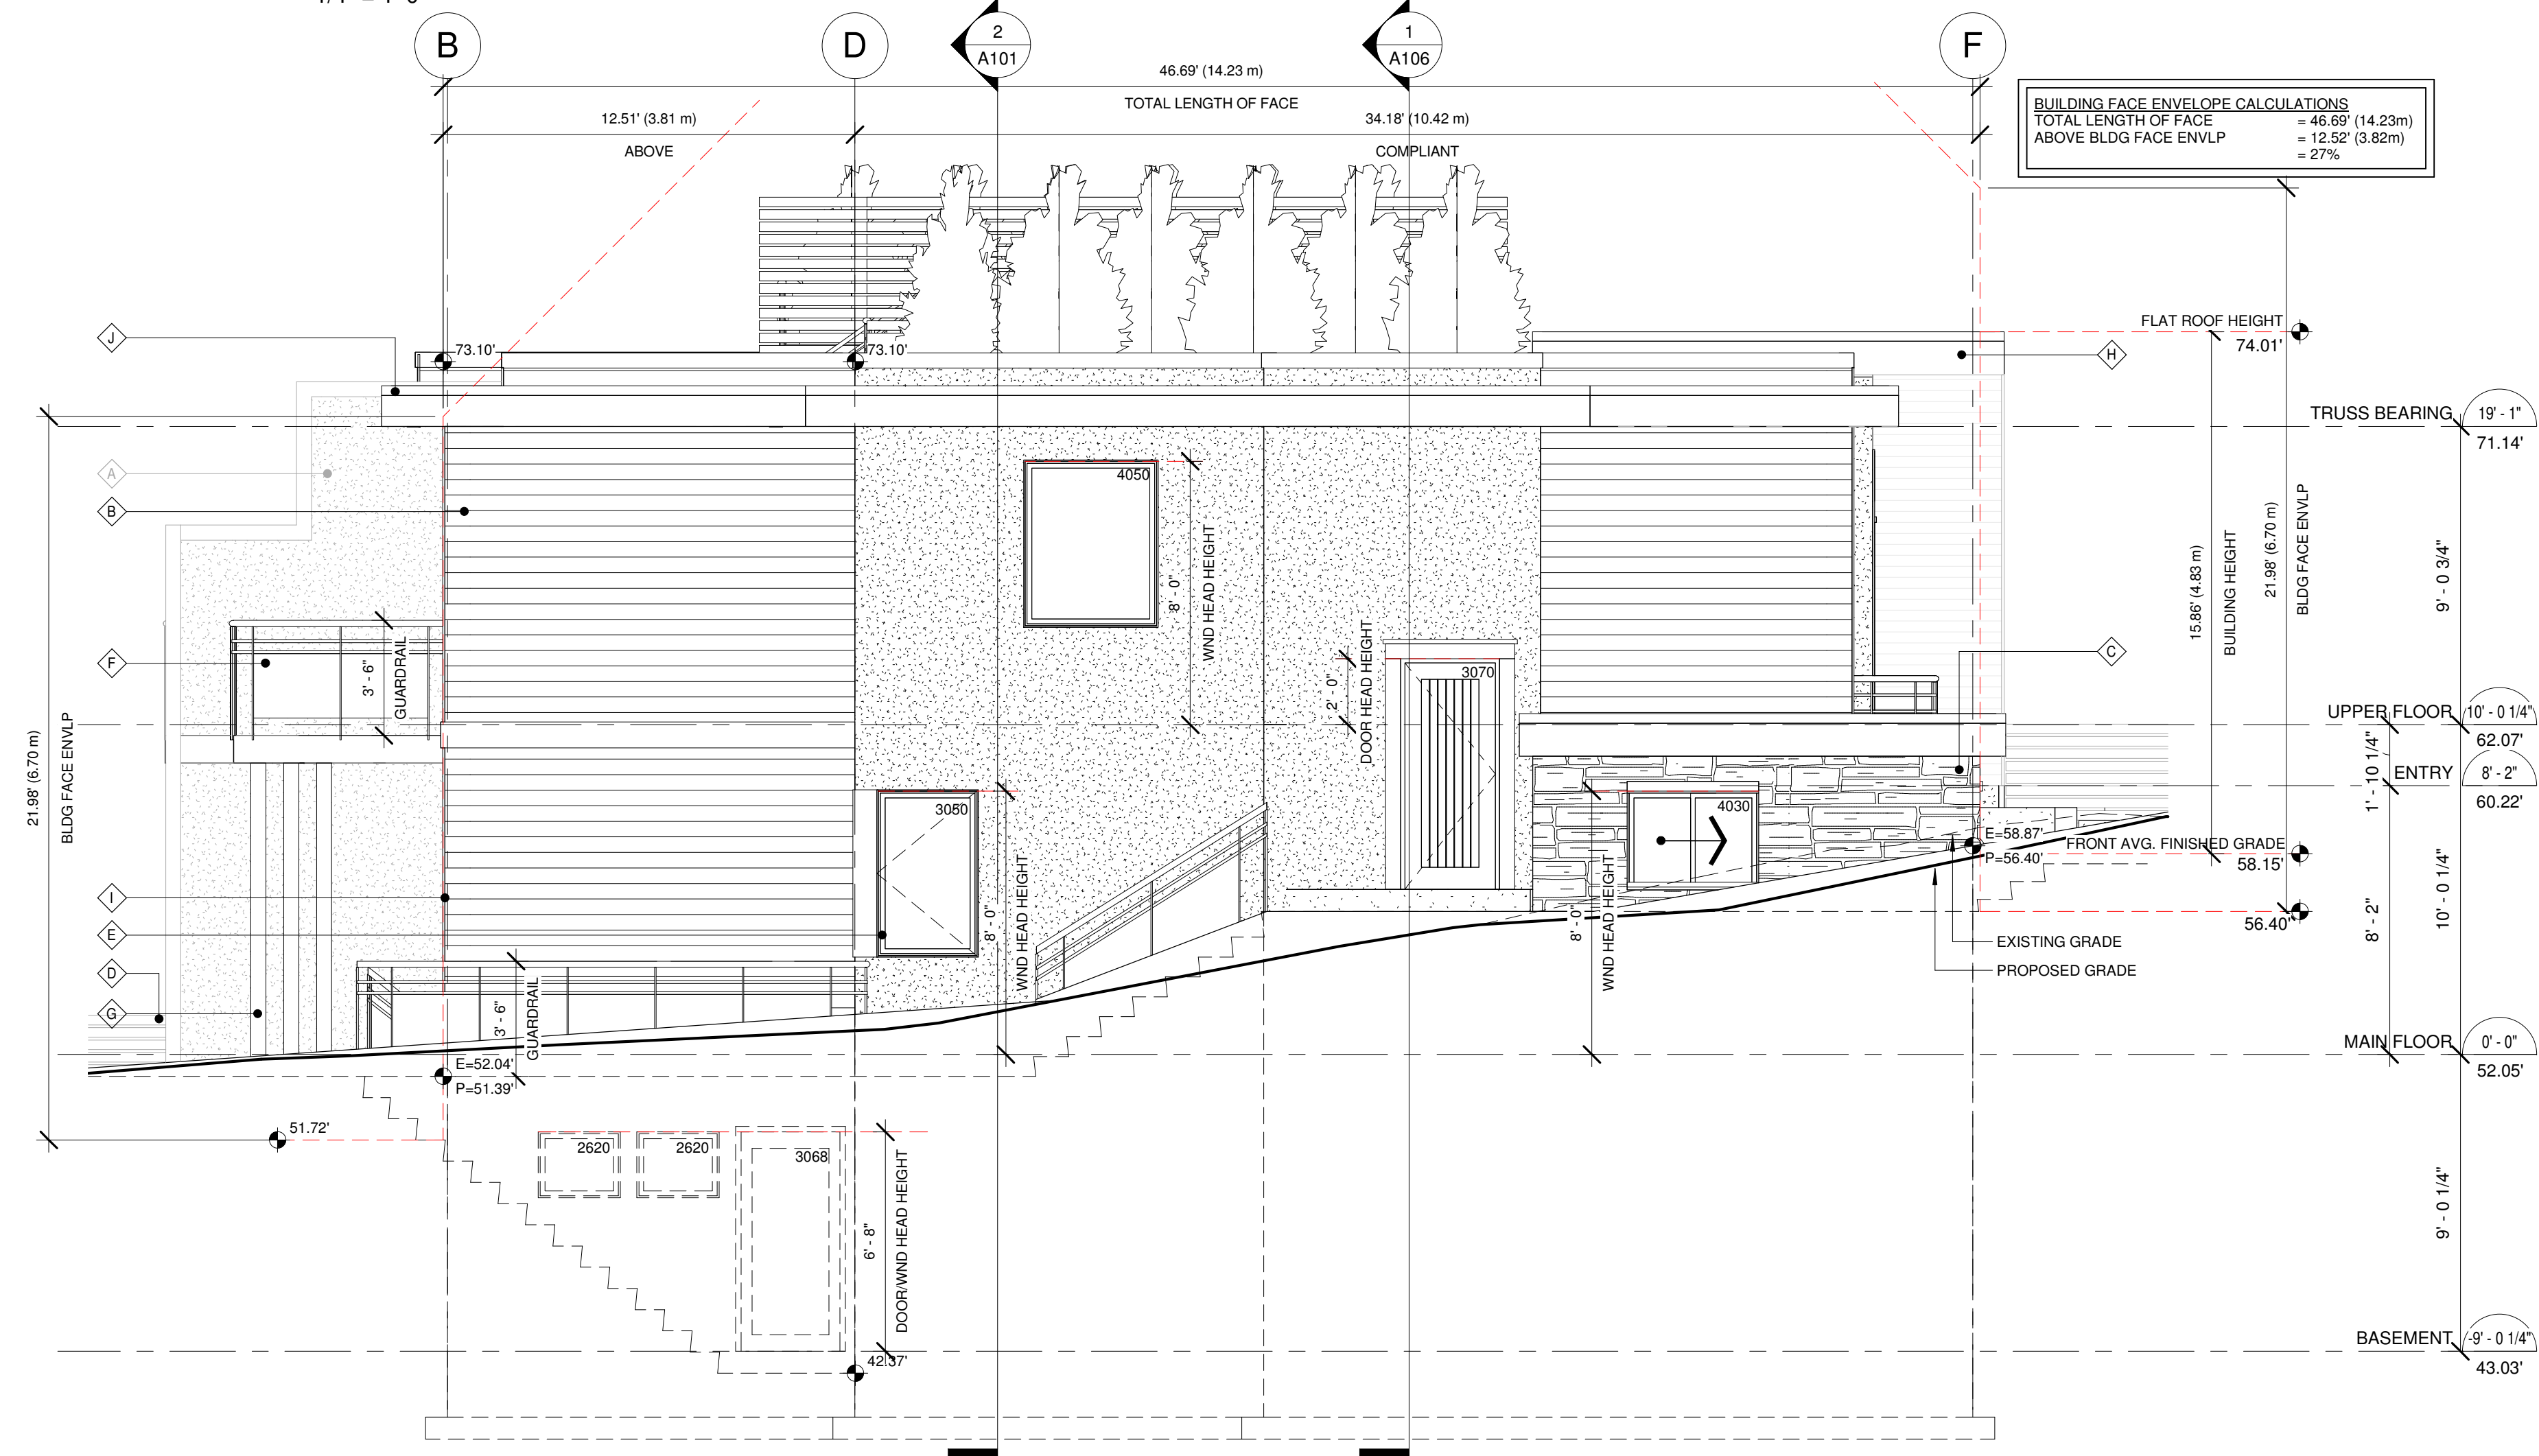 B
D
2
A101
1
A106
F
46.69' (14.23 m)
TOTAL LENGTH OF FACE
12.51' (3.81 m)
ABOVE
34.18' (10.42 m)
COMPLIANT
BUILDING FACE ENVELOPE CALCULATIONS
TOTAL LENGTH OF FACE = 46.69' (14.23m)
ABOVE BLDG FACE ENVLP = 12.52' (3.82m)
= 27%
J
A
B
F
I
E
D
G
H
C
73.10'
73.10'
FLAT ROOF HEIGHT
74.01'
TRUSS BEARING
19' - 1"
71.14'
UPPER FLOOR
10' - 0 1/4"
62.07'
ENTRY
8' - 2"
60.22'
FRONT AVG. FINISHED GRADE
58.15'
56.40'
MAIN FLOOR
0' - 0"
52.05'
BASEMENT
-9' - 0 1/4"
43.03'
21.98' (6.70 m)
BLDG FACE ENVLP
3' - 6"
GUARDRAIL
3' - 6"
GUARDRAIL
4050
8' - 0"
WND HEAD HEIGHT
3050
8' - 0"
WND HEAD HEIGHT
2' - 0"
DOOR HEAD HEIGHT
3070
4030
8' - 0"
WND HEAD HEIGHT
E=58.87'
P=56.40'
EXISTING GRADE
PROPOSED GRADE
E=52.04'
P=51.39'
51.72'
2620
2620
3068
6' - 8"
DOOR/WND HEAD HEIGHT
42.37'
15.86' (4.83 m)
BUILDING HEIGHT
21.98' (6.70 m)
BLDG FACE ENVLP
9' - 0 3/4"
1' - 10 1/4"
8' - 2"
10' - 0 1/4"
9' - 0 1/4"